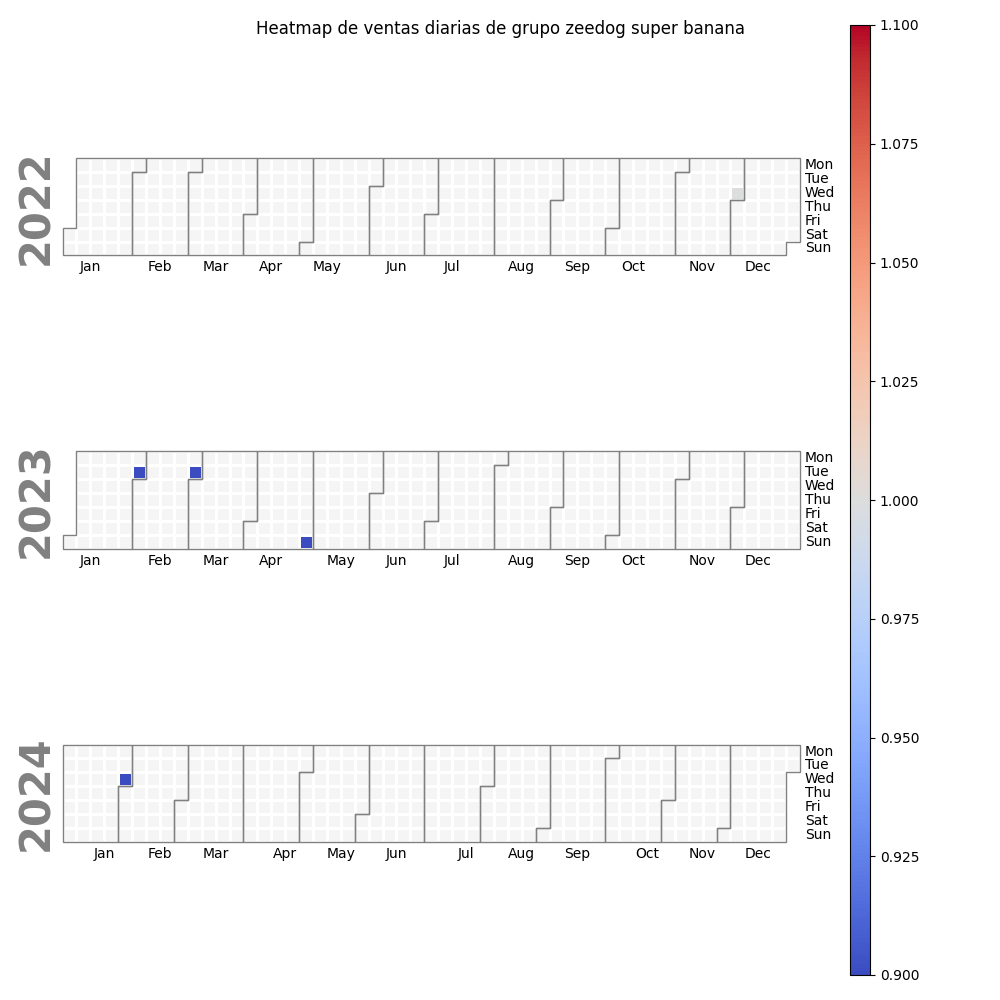 Heatmap de ventas diarias de grupo zeedog super banana
2022
Mon
Tue
Wed
Thu
Fri
Sat
Sun
Jan Feb Mar Apr May Jun Jul Aug Sep Oct Nov Dec
2023
Mon
Tue
Wed
Thu
Fri
Sat
Sun
Jan Feb Mar Apr May Jun Jul Aug Sep Oct Nov Dec
2024
Mon
Tue
Wed
Thu
Fri
Sat
Sun
Jan Feb Mar Apr May Jun Jul Aug Sep Oct Nov Dec
1.100
1.075
1.050
1.025
1.000
0.975
0.950
0.925
0.900